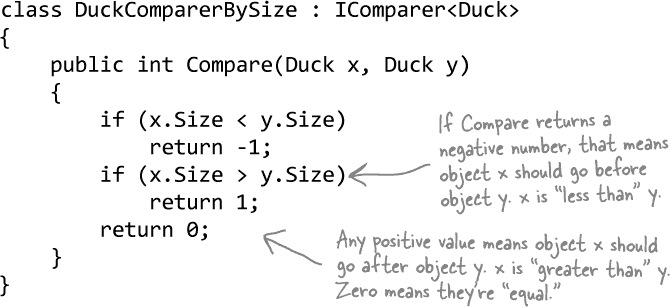 class DuckComparerBySize : IComparer<Duck>
{
    public int Compare(Duck x, Duck y)
    {
        if (x.Size < y.Size)
            return -1;
        if (x.Size > y.Size)
            return 1;
        return 0;
    }
}
If Compare returns a
negative number, that means
object x should go before
object y. x is “less than” y.
Any positive value means object x should
go after object y. x is “greater than” y.
Zero means they're “equal.”